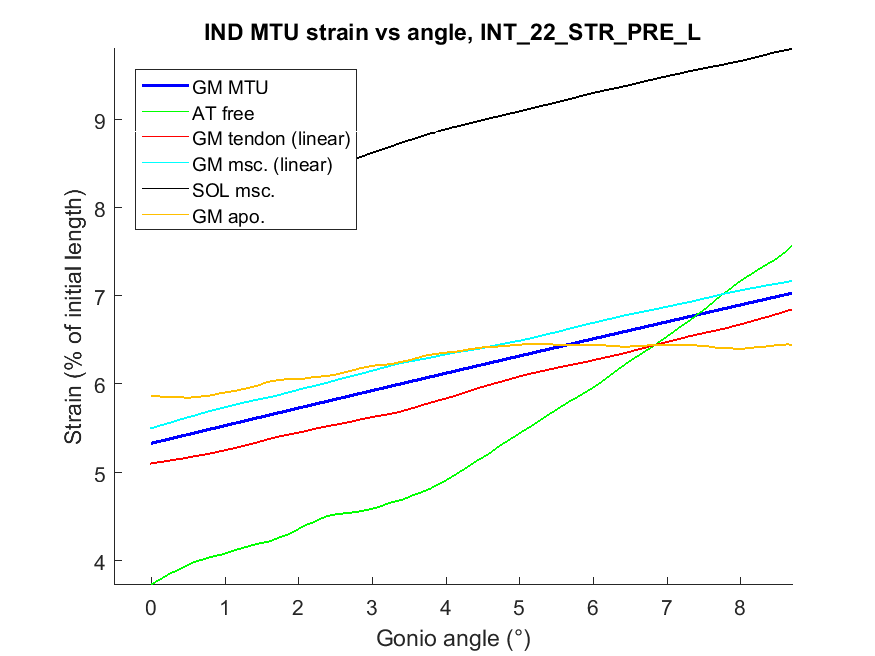 IND MTU strain vs angle, INT_22_STR_PRE_L
GM MTU
AT free
GM tendon (linear)
GM msc. (linear)
SOL msc.
GM apo.
Strain (% of initial length)
9
8
7
6
5
4
0 1 2 3 4 5 6 7 8
Gonio angle (°)